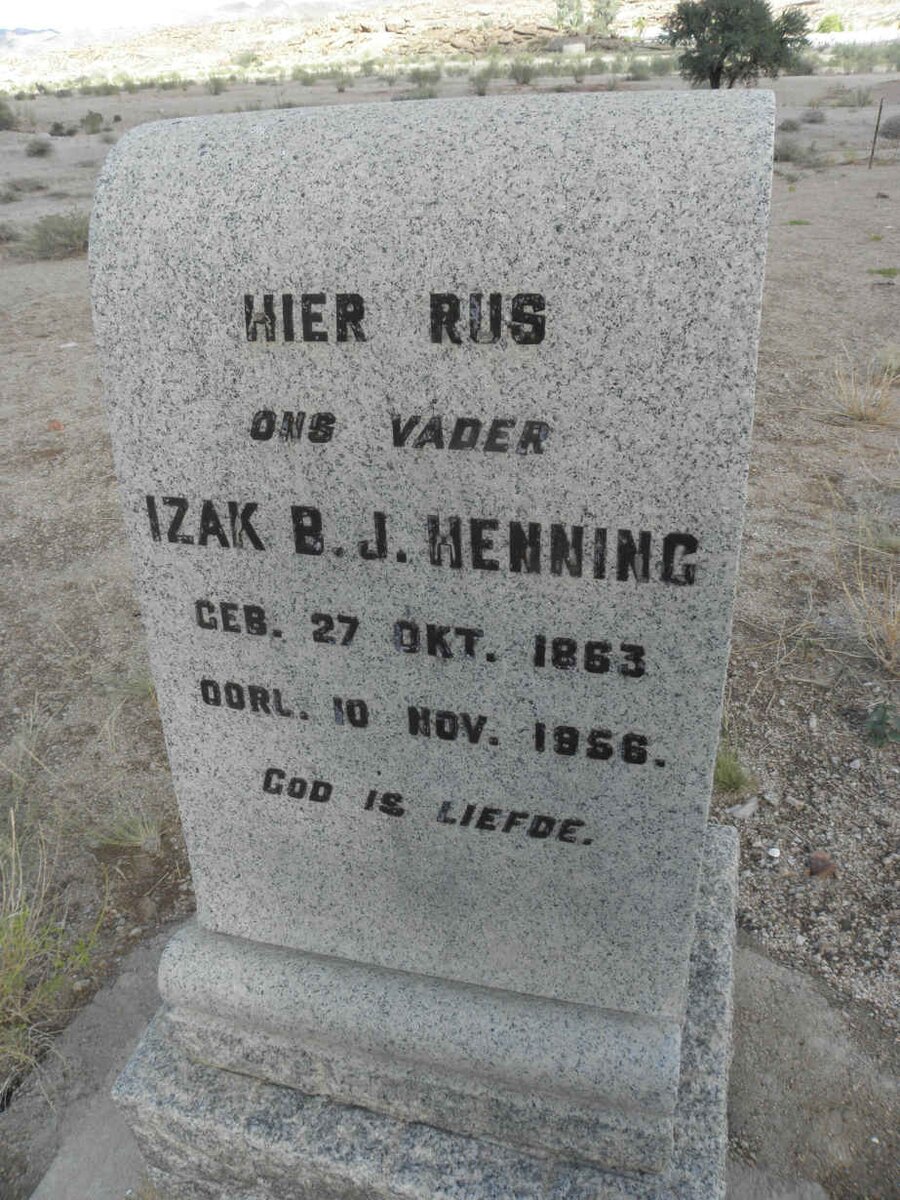 HIER RUS
ONS VADER
IZAK B. J. HENNING
GEB. 27 OKT. 1863
OORL. 10 NOV. 1956.
GOD IS LIEFDE.